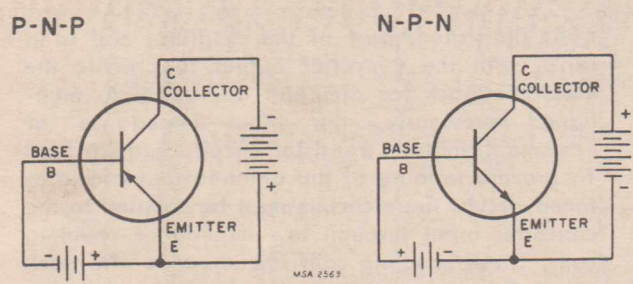 P-N-P
C
COLLECTOR
-
+
BASE
B
EMITTER
E
- +
MSA 2569
N-P-N
C
COLLECTOR
+
-
BASE
B
EMITTER
E
+ -